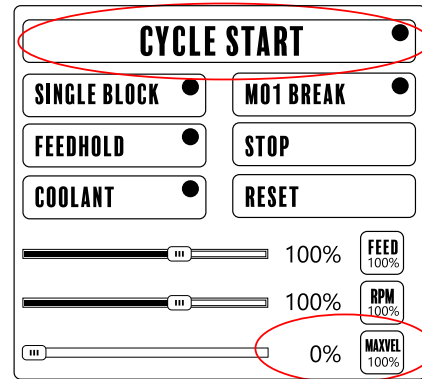 CYCLE START
SINGLE BLOCK
M01 BREAK
FEEDHOLD
STOP
COOLANT
RESET
100%
FEED
100%
100%
RPM
100%
0%
MAXVEL
100%